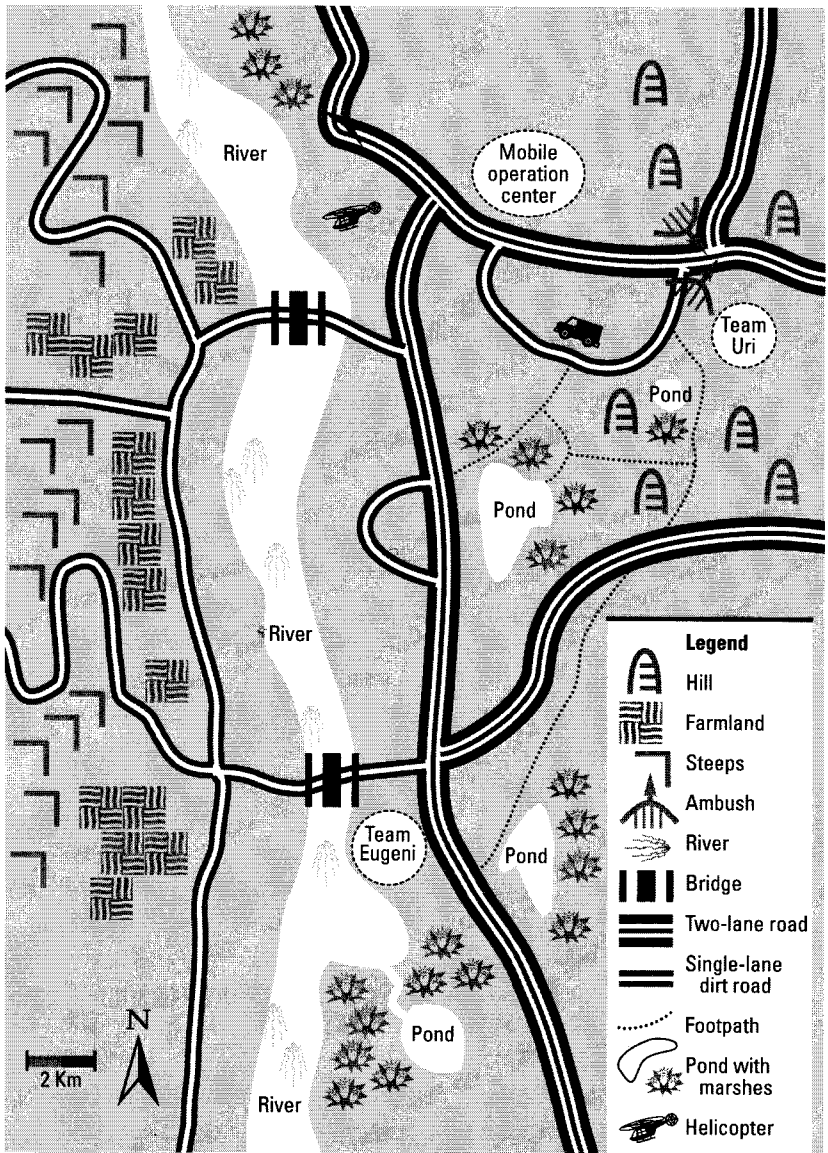 River
Mobile
operation
center
Team
Uri
Pond
Pond
River
Team
Eugeni
Pond
Pond
N
2 Km
River
Legend
Hill
Farmland
Steeps
Ambush
River
Bridge
Two-lane road
Single-lane
dirt road
Footpath
Pond with
marshes
Helicopter